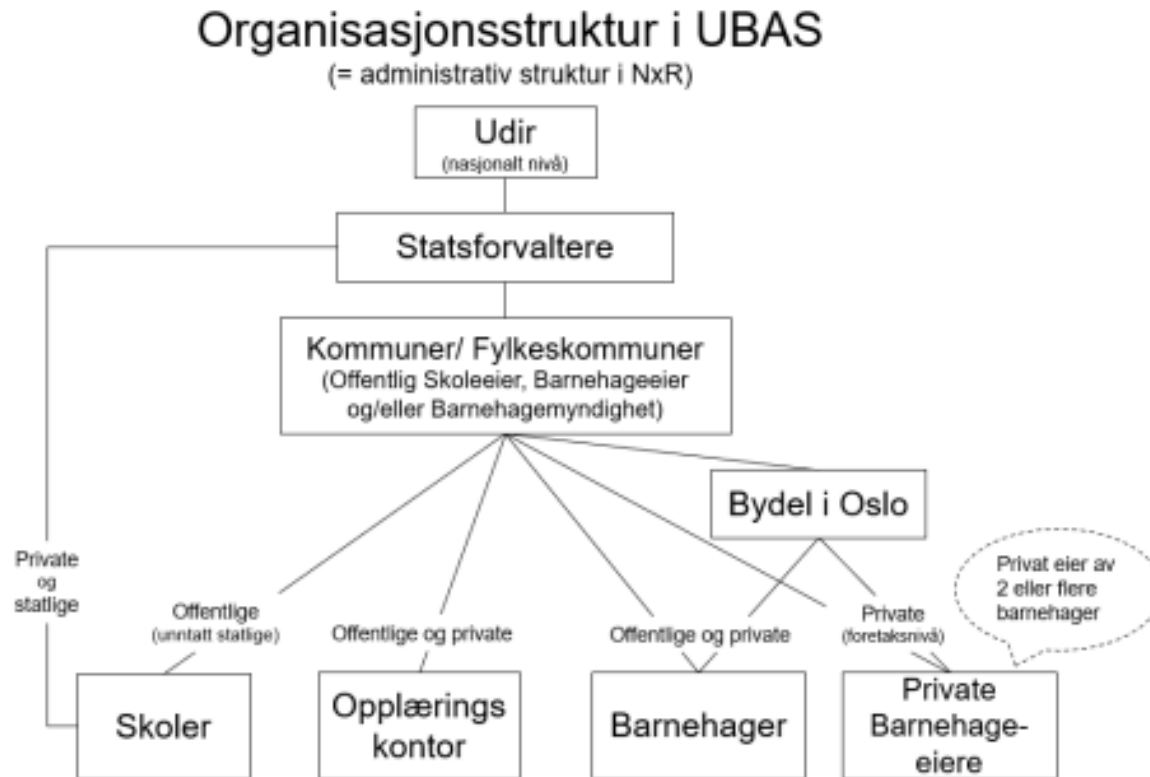 Organisasjonsstruktur i UBAS
(= administrativ struktur i NxR)
Udir
(nasjonalt nivå)
Statsforvaltere
Kommuner/ Fylkeskommuner
(Offentlig Skoleeier, Barnehageeier
og/eller Barnehagemyndighet)
Bydel i Oslo
Private
og
statlige
Offentlige
(unntatt statlige)
Offentlige og private
Offentlige og private
Private
(foretaksnivå)
Privat eier av
2 eller flere
barnehager
Skoler
Opplærings
kontor
Barnehager
Private
Barnehage-
eiere